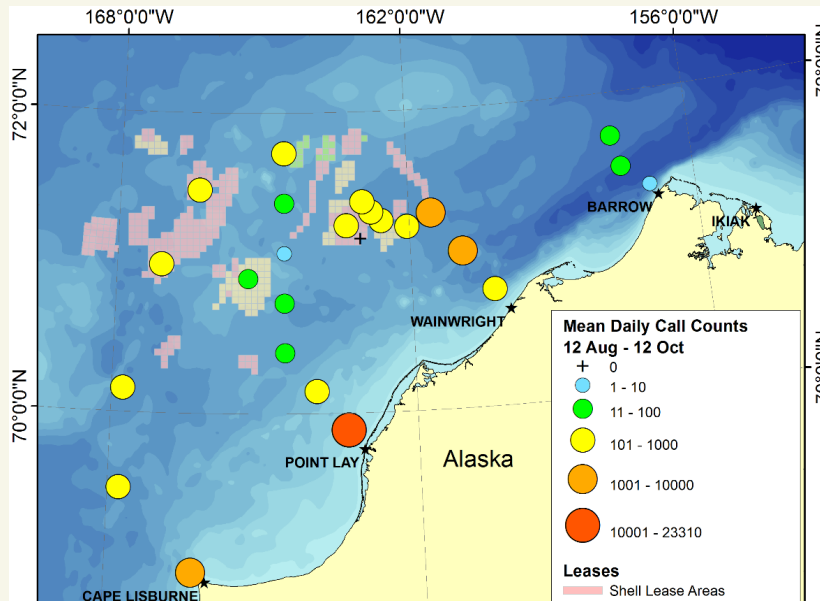 168°0'0"W 162°0'0"W 156°0'0"W
72°0'0"N
BARROW
IKIAK
WAINWRIGHT
70°0'0"N
POINT LAY
Alaska
CAPE LISBURNE
Mean Daily Call Counts
12 Aug - 12 Oct
0
1 - 10
11 - 100
101 - 1000
1001 - 10000
10001 - 23310
Leases
Shell Lease Areas